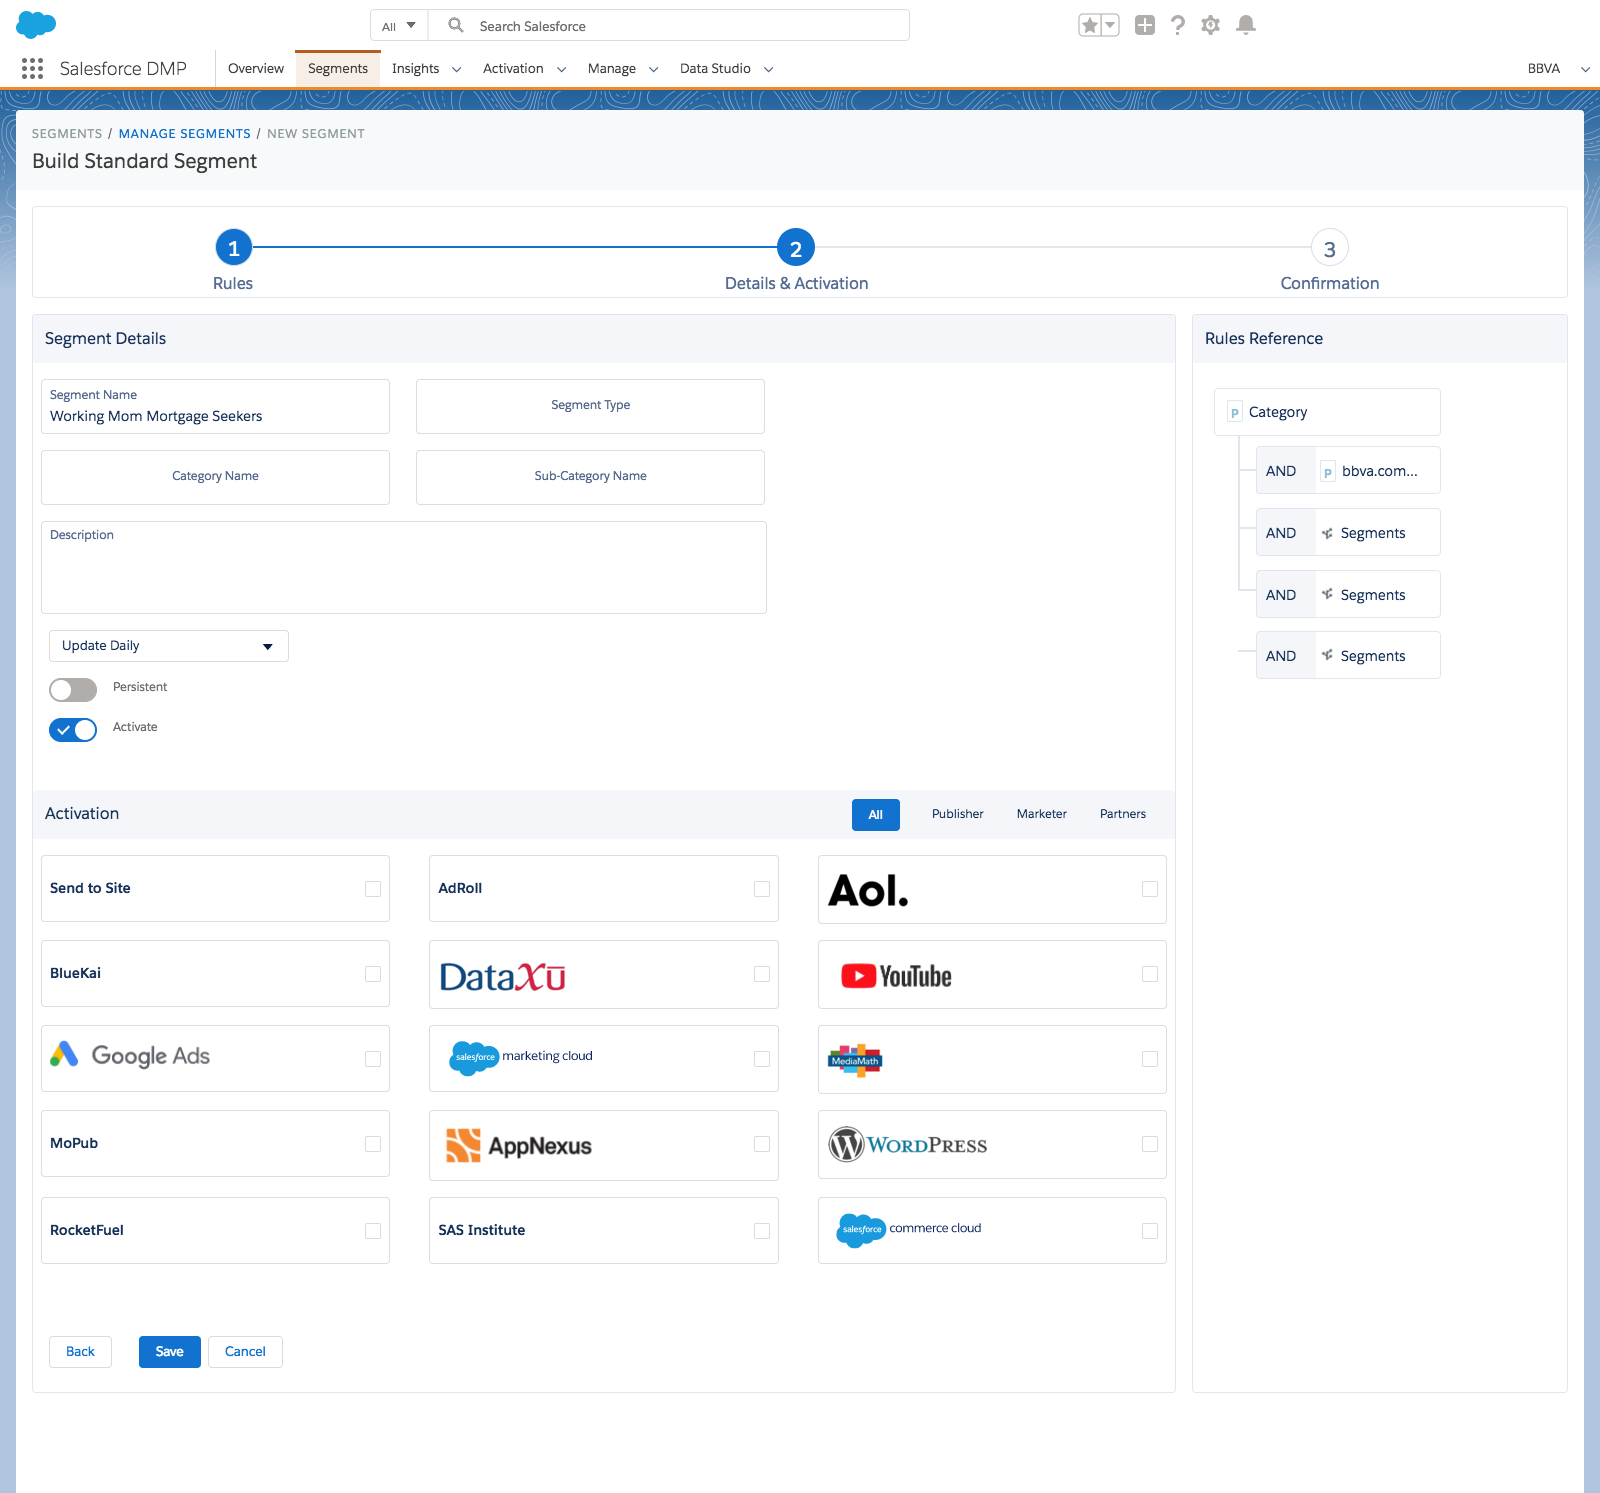 All
Search Salesforce
Salesforce DMP
Overview
Segments
Insights
Activation
Manage
Data Studio
BBVA
SEGMENTS / MANAGE SEGMENTS / NEW SEGMENT
Build Standard Segment
1
2
3
Rules
Details & Activation
Confirmation
Segment Details
Segment Name
Working Mom Mortgage Seekers
Segment Type
Category Name
Sub-Category Name
Description
Update Daily
Persistent
Activate
Rules Reference
p Category
AND p bbva.com...
AND Segments
AND Segments
AND Segments
Activation
All
Publisher
Marketer
Partners
Send to Site
AdRoll
Aol.
BlueKai
DataXū
YouTube
Google Ads
salesforce marketing cloud
MediaMath
MoPub
AppNexus
WORDPRESS
RocketFuel
SAS Institute
salesforce commerce cloud
Back
Save
Cancel